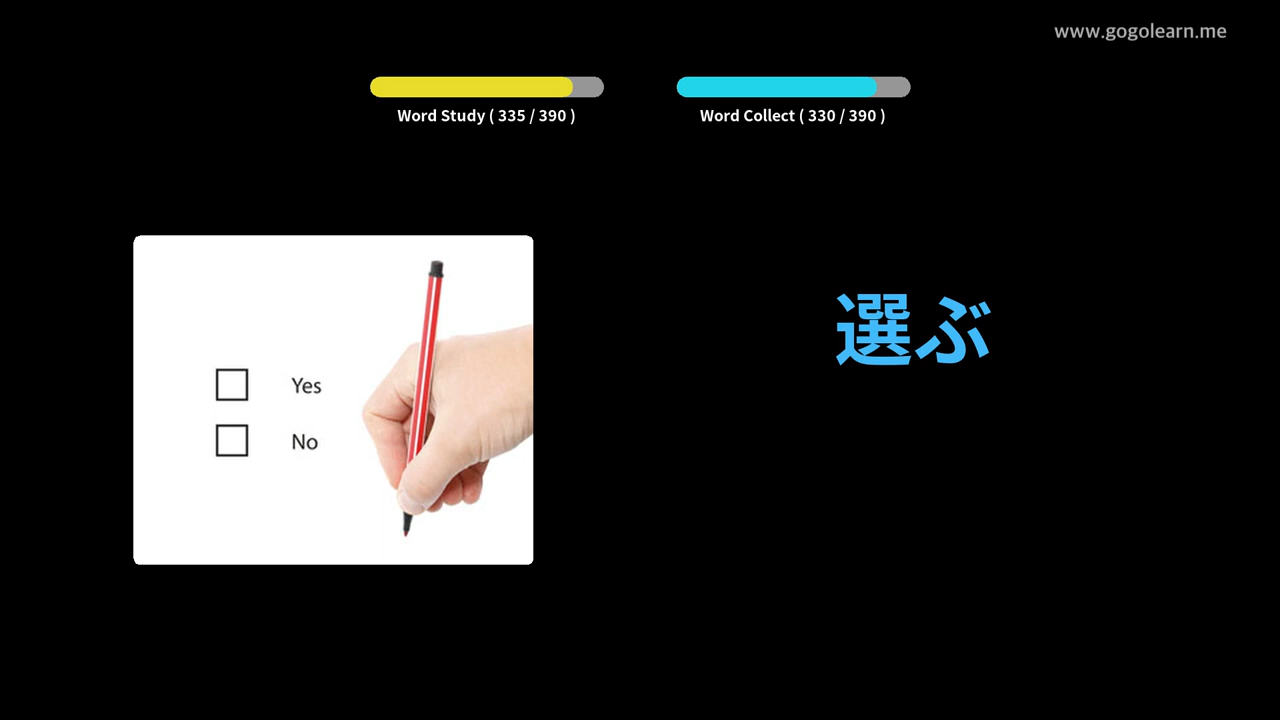 www.gogolearn.me
Word Study ( 335 / 390 )
Word Collect ( 330 / 390 )
選ぶ
Yes
No